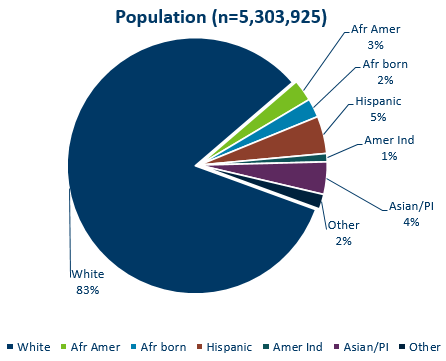 Population (n=5,303,925)
Afr Amer
3%
Afr born
2%
Hispanic
5%
Amer Ind
1%
Asian/PI
4%
Other
2%
White
83%
White Afr Amer Afr born Hispanic Amer Ind Asian/PI Other